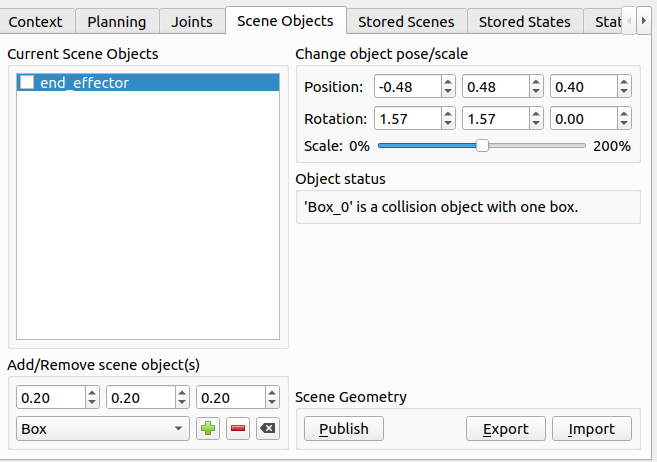 Context Planning Joints Scene Objects Stored Scenes Stored States Stat
Current Scene Objects
end_effector
Change object pose/scale
Position: -0.48 0.48 0.40
Rotation: 1.57 1.57 0.00
Scale: 0% 200%
Object status
'Box_0' is a collision object with one box.
Add/Remove scene object(s)
0.20 0.20 0.20
Box
Scene Geometry
Publish Export Import